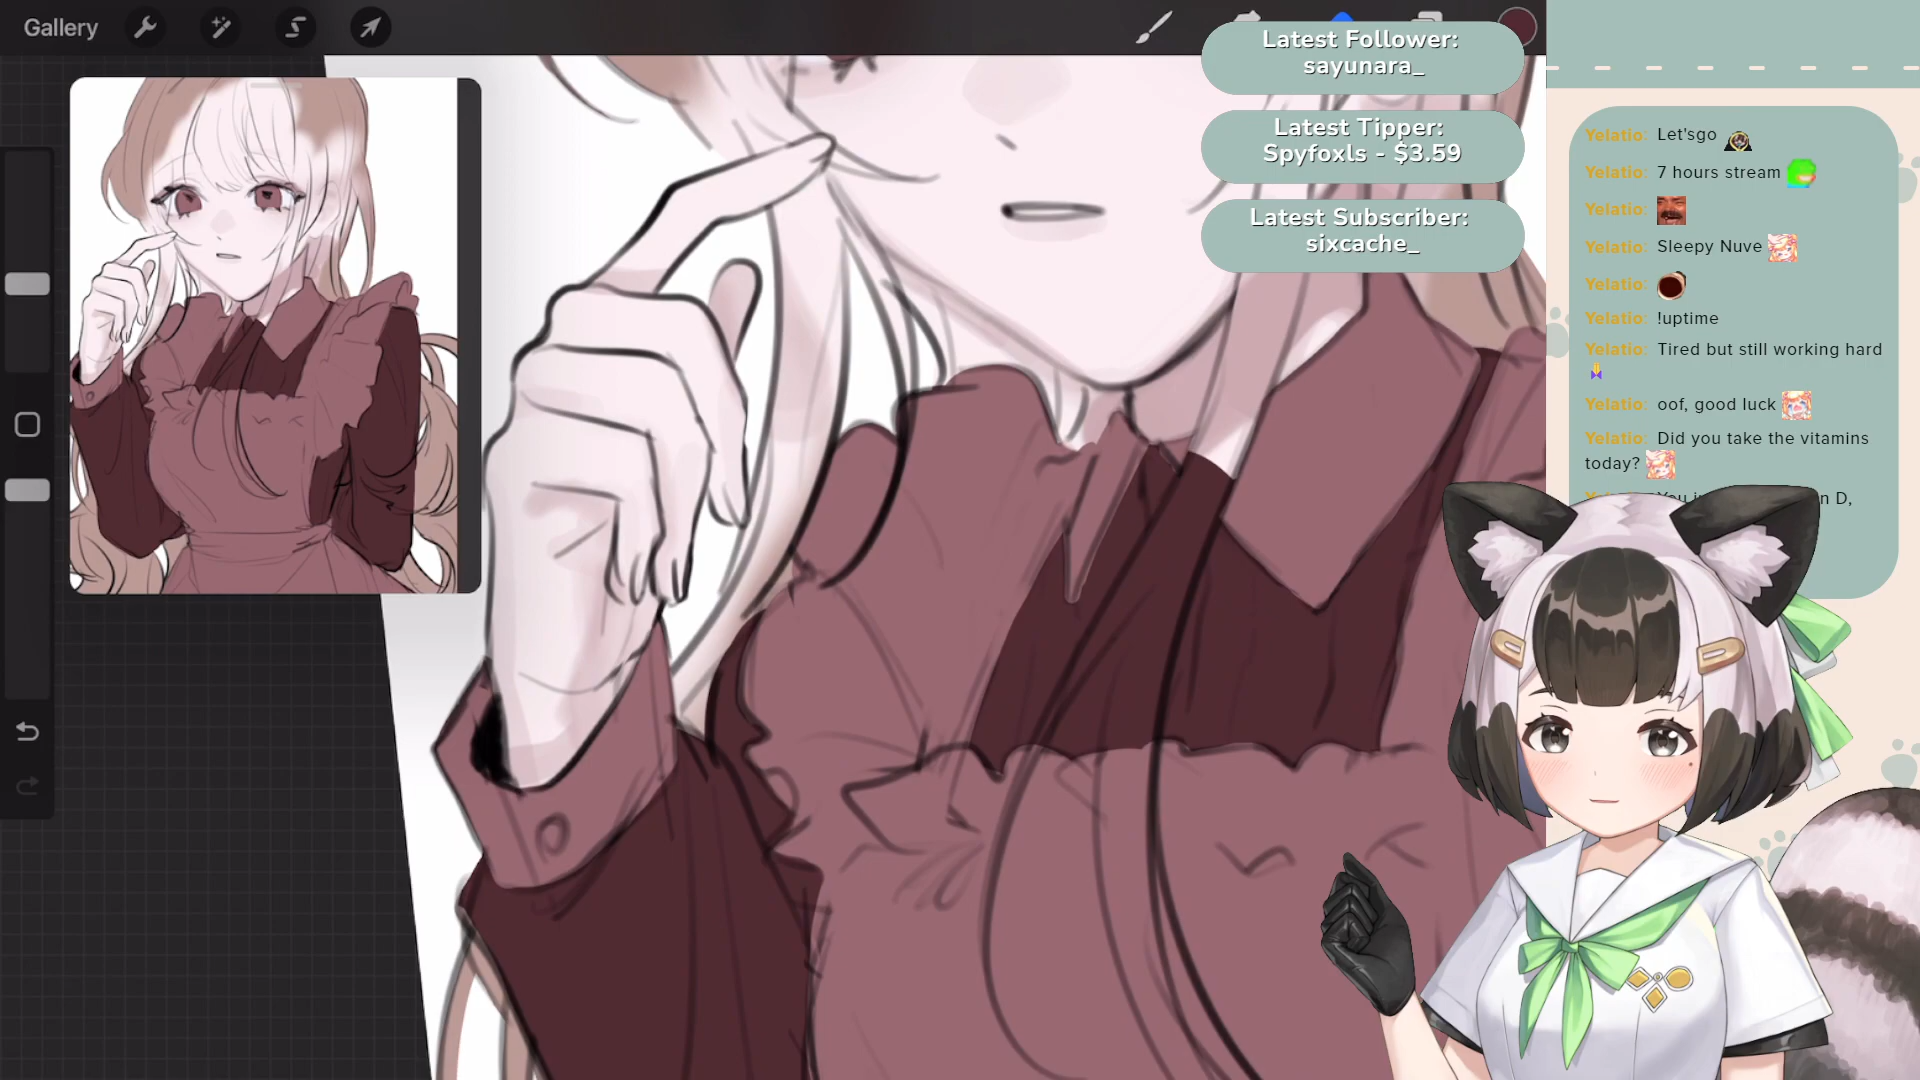 Gallery
Latest Follower:
sayunara_
Latest Tipper:
Spyfoxls - $3.59
Latest Subscriber:
sixcache_
Yelatio: Let'sgo
Yelatio: 7 hours stream
Yelatio:
Yelatio: Sleepy Nuve
Yelatio:
Yelatio: !uptime
Yelatio: Tired but still working hard
Yelatio: oof, good luck
Yelatio: Did you take the vitamins
today?
You
D,